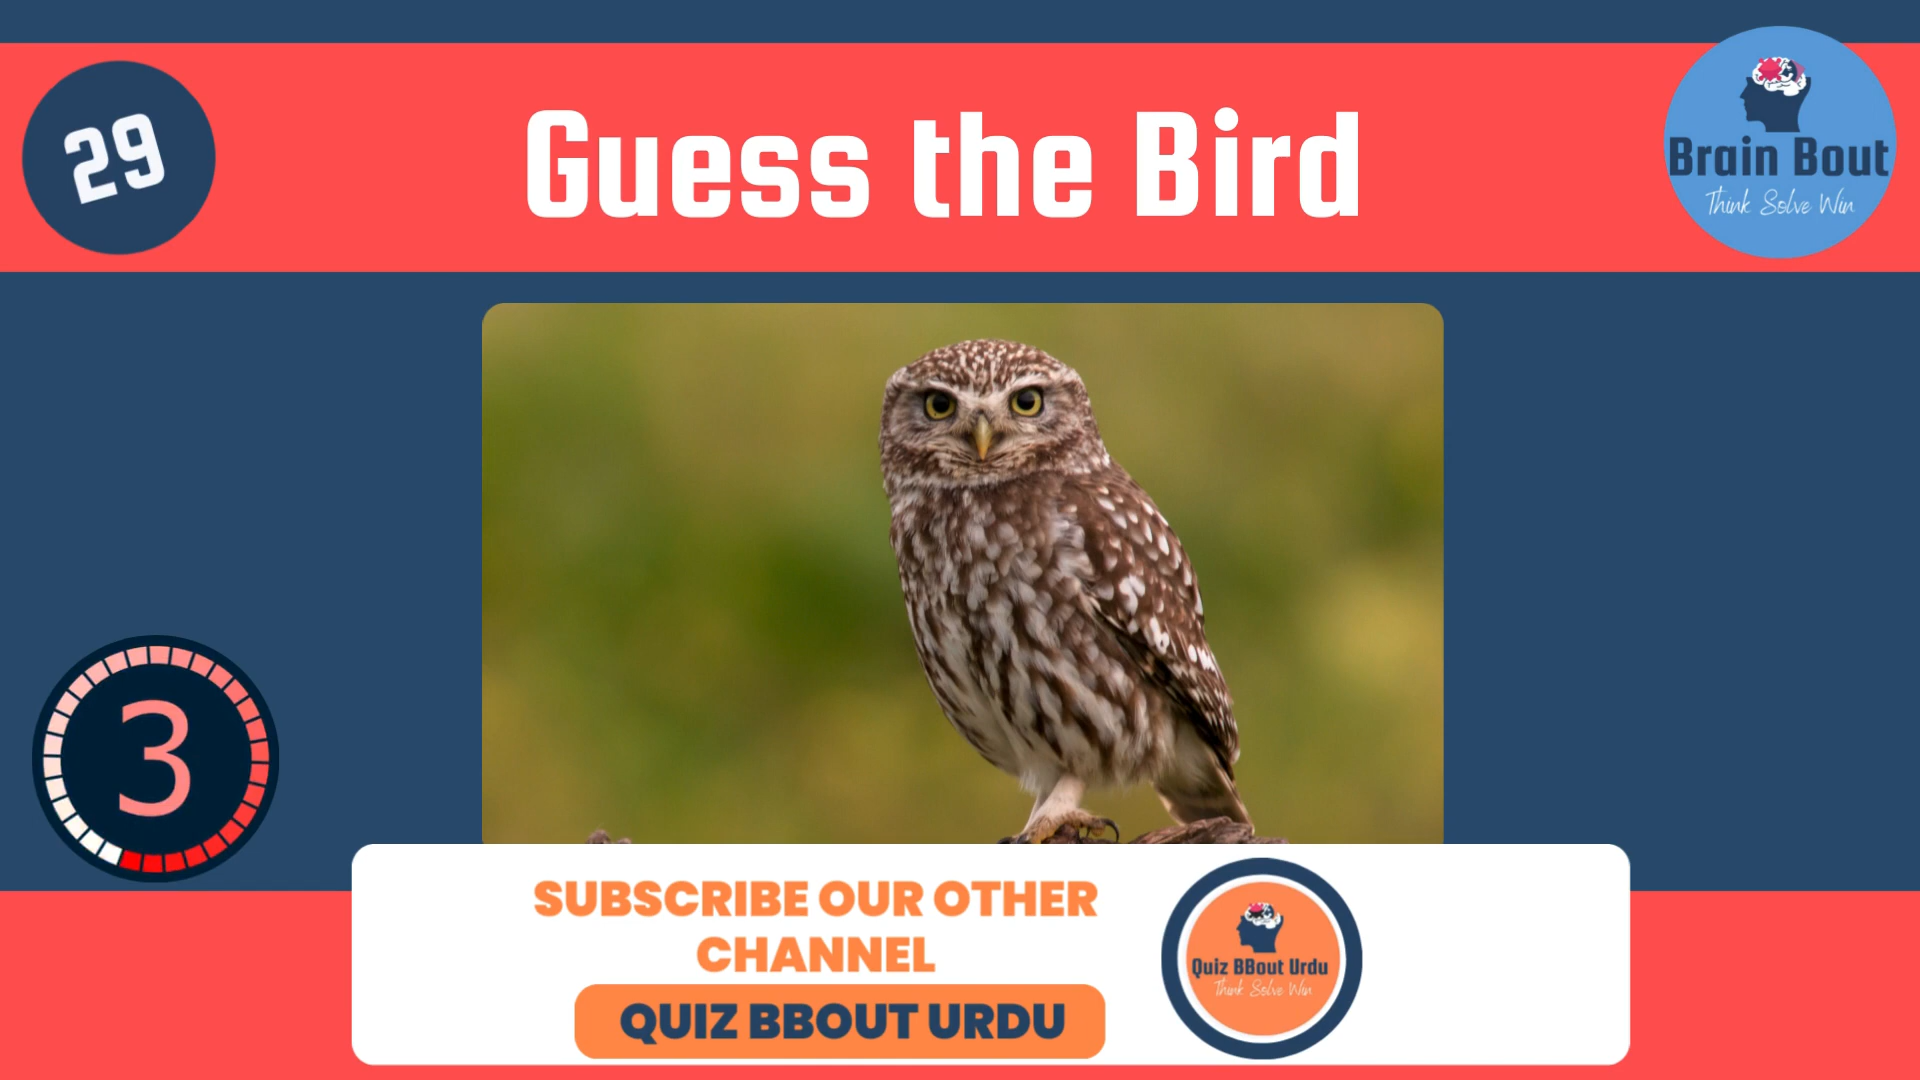 29
Guess the Bird
Brain Bout
Think Solve Win
3
SUBSCRIBE OUR OTHER
CHANNEL
QUIZ BBOUT URDU
Quiz BBout Urdu
Think Solve Win